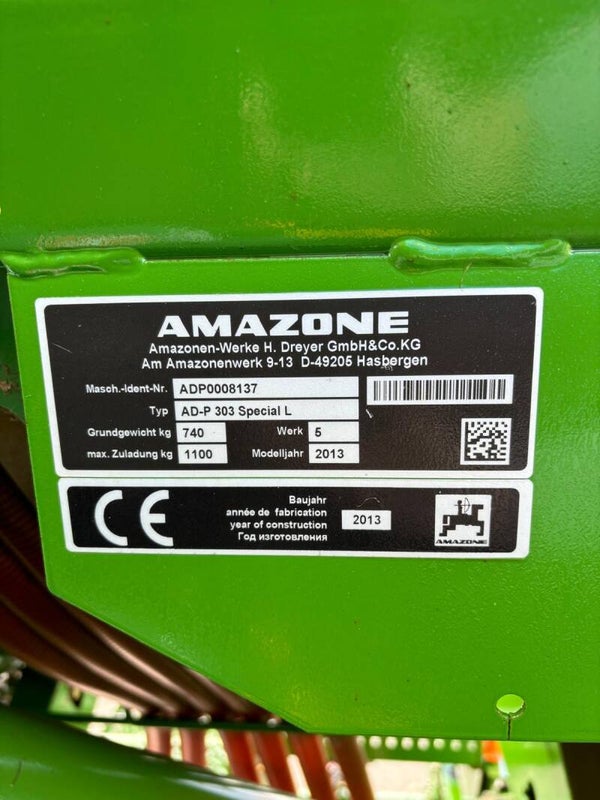 AMAZONE
Amazonen-Werke H. Dreyer GmbH&Co.KG
Am Amazonenwerk 9-13 D-49205 Hasbergen
Masch.-Ident-Nr. ADP0008137
Typ AD-P 303 Special L
Grundgewicht kg 740 Werk 5
max. Zuladung kg 1100 Modelljahr 2013
CE
Baujahr
année de fabrication
year of construction
Год изготовления
2013
AMAZONE